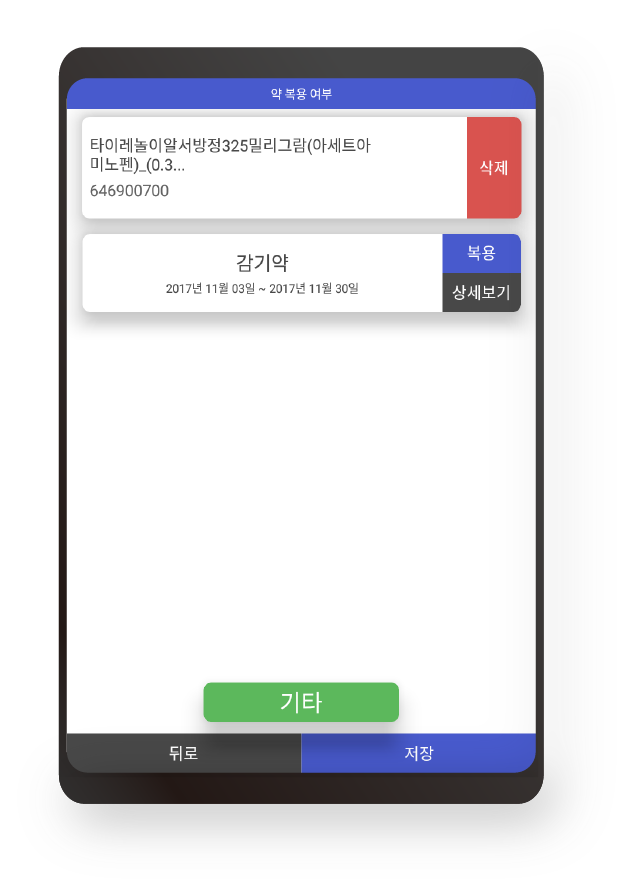 약 복용 여부
타이레놀이알서방정325밀리그람(아세트아
미노펜)_(0.3...
646900700
삭제
감기약
2017년 11월 03일 ~ 2017년 11월 30일
복용
상세보기
기타
뒤로
저장